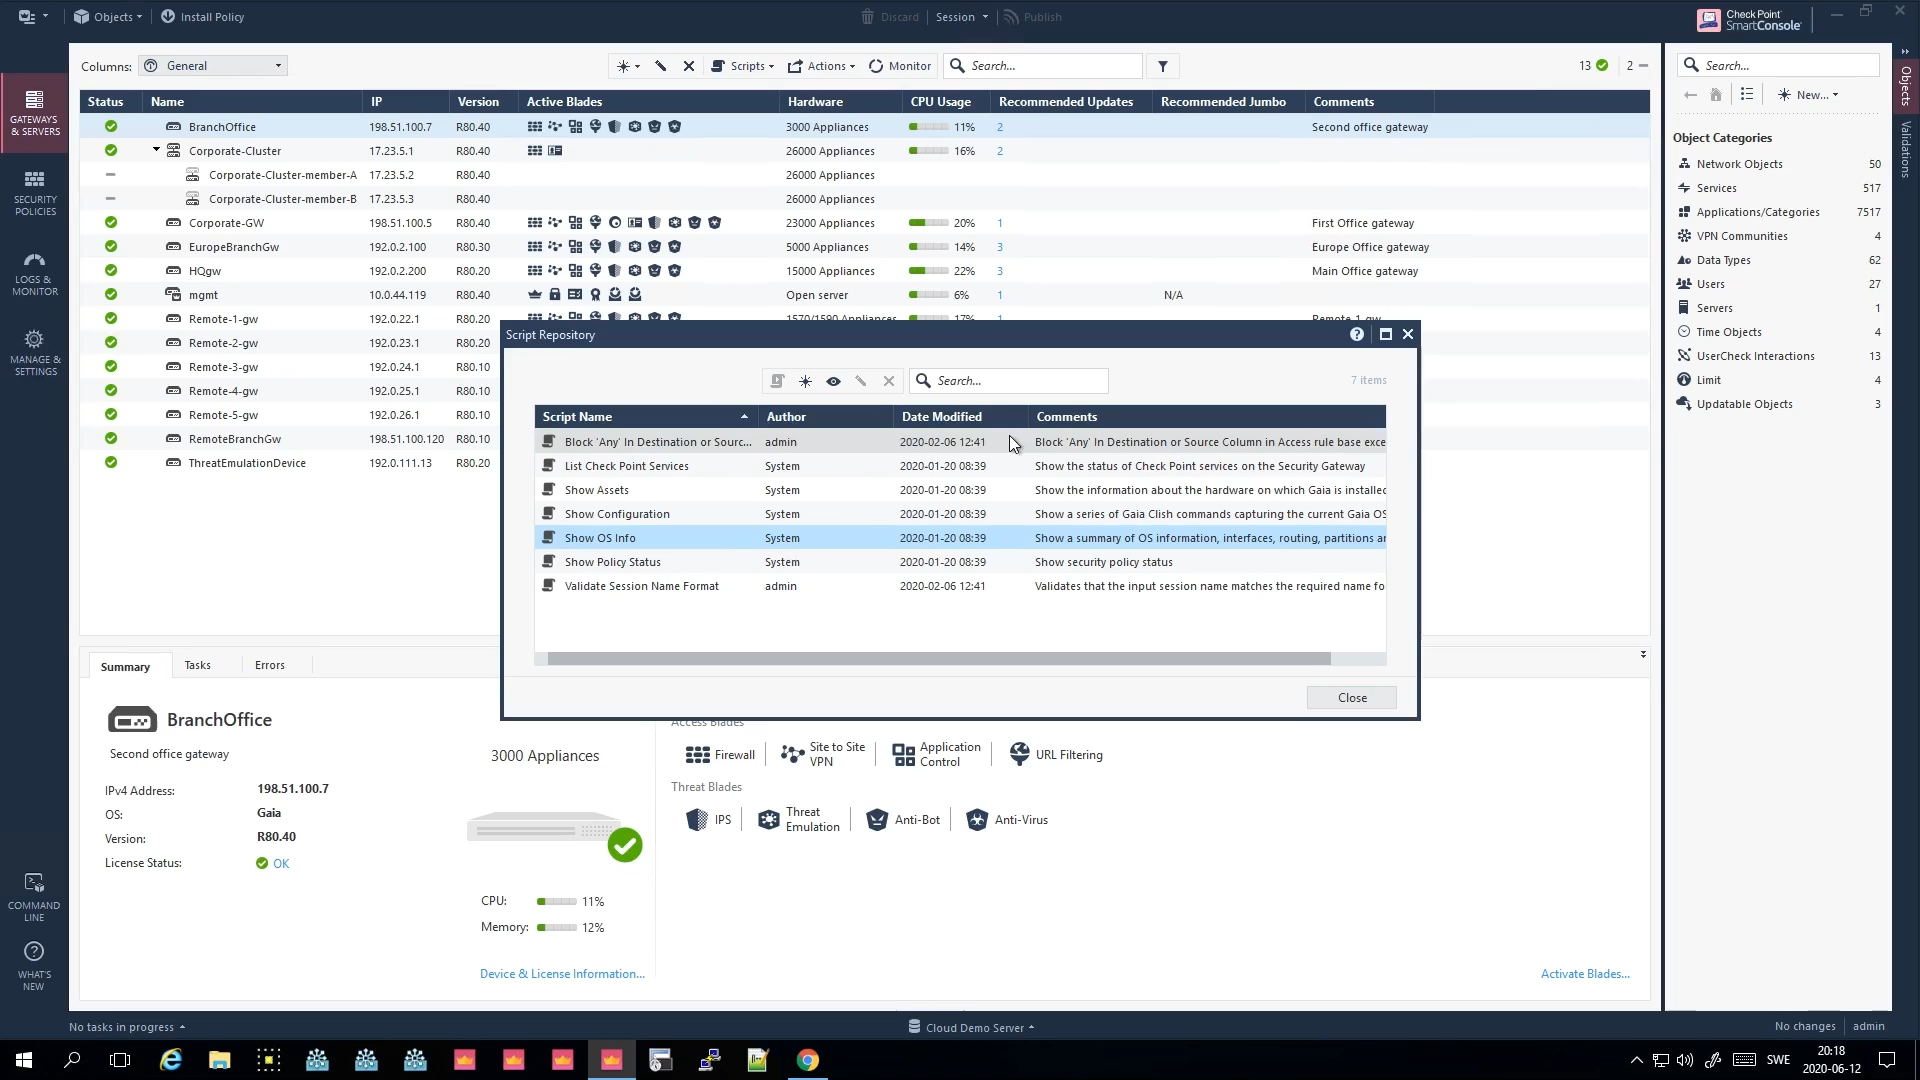 Objects
Install Policy
Discard
Session
Publish
Check Point
SmartConsole
Columns:
General
Scripts
Actions
Monitor
Search...
13
2
Status Name IP Version Active Blades Hardware CPU Usage Recommended Updates Recommended Jumbo Comments
BranchOffice 198.51.100.7 R80.40 3000 Appliances 11% 2 Second office gateway
Corporate-Cluster 17.23.5.1 R80.40 26000 Appliances 16% 2
Corporate-Cluster-member-A 17.23.5.2 R80.40 26000 Appliances
Corporate-Cluster-member-B 17.23.5.3 R80.40 26000 Appliances
Corporate-GW 198.51.100.5 R80.40 23000 Appliances 20% 1 First Office gateway
EuropeBranchGw 192.0.2.100 R80.30 5000 Appliances 14% 3 Europe Office gateway
HQgw 192.0.2.200 R80.20 15000 Appliances 22% 3 Main Office gateway
mgmt 10.0.44.119 R80.40 Open server 6% 1 N/A
Remote-1-gw 192.0.22.1 R80.20 1570/1590 Appliances 17% 1 Remote-1-gw
Remote-2-gw 192.0.23.1 R80.20
Remote-3-gw 192.0.24.1 R80.10
Remote-4-gw 192.0.25.1 R80.10
Remote-5-gw 192.0.26.1 R80.10
RemoteBranchGw 198.51.100.120 R80.10
ThreatEmulationDevice 192.0.111.13 R80.20
GATEWAYS
& SERVERS
SECURITY
POLICIES
LOGS &
MONITOR
MANAGE &
SETTINGS
COMMAND
LINE
WHAT'S
NEW
Script Repository
Search...
7 items
Script Name Author Date Modified Comments
Block 'Any' In Destination or Sourc... admin 2020-02-06 12:41 Block 'Any' In Destination or Source Column in Access rule base exce
List Check Point Services System 2020-01-20 08:39 Show the status of Check Point services on the Security Gateway
Show Assets System 2020-01-20 08:39 Show the information about the hardware on which Gaia is installed
Show Configuration System 2020-01-20 08:39 Show a series of Gaia Clish commands capturing the current Gaia OS
Show OS Info System 2020-01-20 08:39 Show a summary of OS information, interfaces, routing, partitions an
Show Policy Status System 2020-01-20 08:39 Show security policy status
Validate Session Name Format admin 2020-02-06 12:41 Validates that the input session name matches the required name fo
Close
Summary
Tasks
Errors
BranchOffice
Second office gateway
IPv4 Address: 198.51.100.7
OS: Gaia
Version: R80.40
License Status: OK
3000 Appliances
CPU: 11%
Memory: 12%
Device & License Information...
Access Blades
Firewall
Site to Site
VPN
Application
Control
URL Filtering
Threat Blades
IPS
Threat
Emulation
Anti-Bot
Anti-Virus
Activate Blades...
Search...
New...
Object Categories
Network Objects 50
Services 517
Applications/Categories 7517
VPN Communities 4
Data Types 62
Users 27
Servers 1
Time Objects 4
UserCheck Interactions 13
Limit 4
Updatable Objects 3
Objects
Validations
No tasks in progress
Cloud Demo Server
No changes
admin
SWE
20:18
2020-06-12